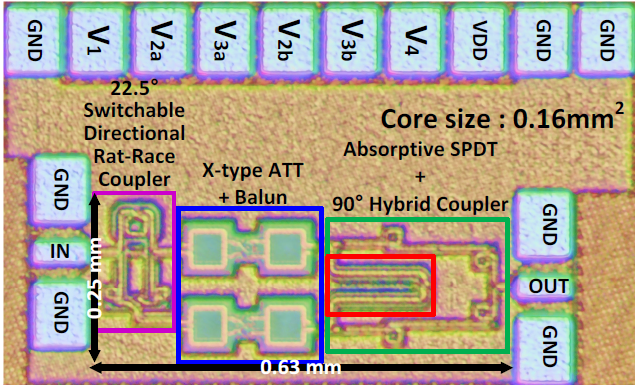 GND
V1
V2a
V3a
V2b
V3b
V4
VDD
GND
GND
22.5°
Switchable
Directional
Rat-Race
Coupler
Core size : 0.16mm²
X-type ATT
+ Balun
Absorptive SPDT
+
90° Hybrid Coupler
GND
IN
GND
0.25 mm
0.63 mm
GND
OUT
GND